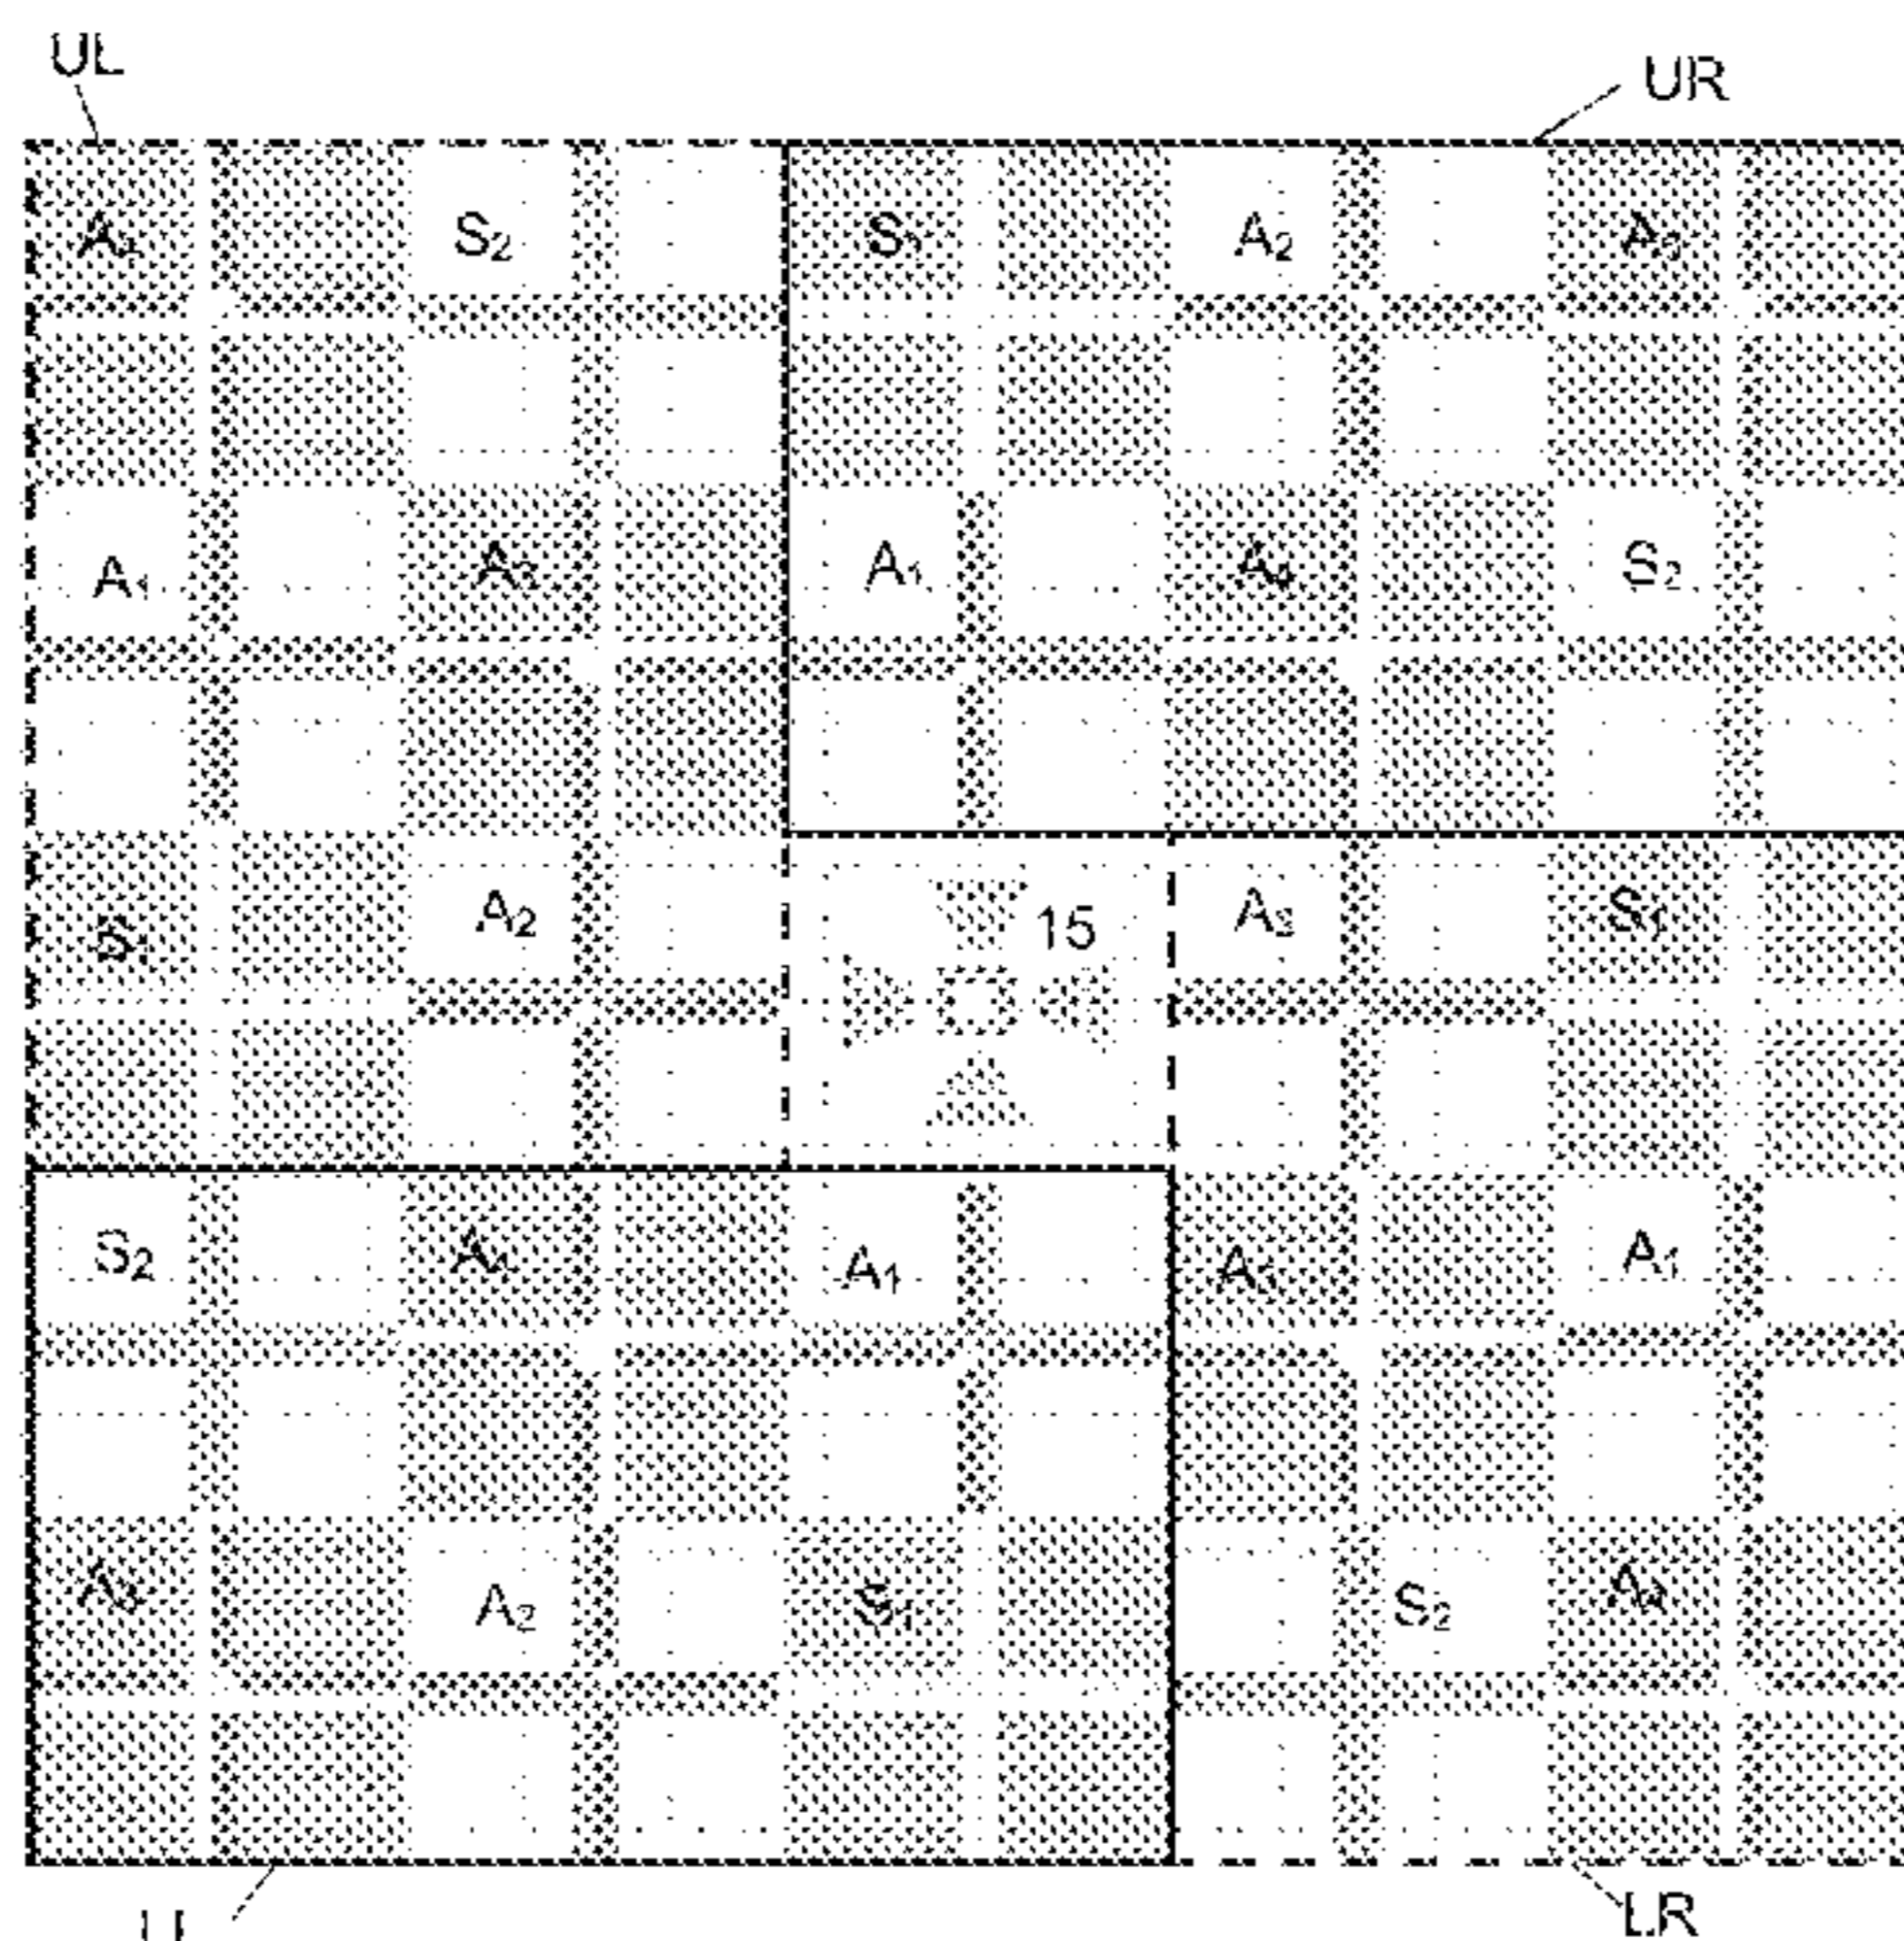 UL UR
A₄ S₂ S₁ A₂ A₃
A₁ A₃ A₁ A₄ S₂
S₁ A₂ 15 A₂ S₁
S₂ A₄ A₁ A₃ A₁
A₃ A₂ S₁ S₂ A₄
LR